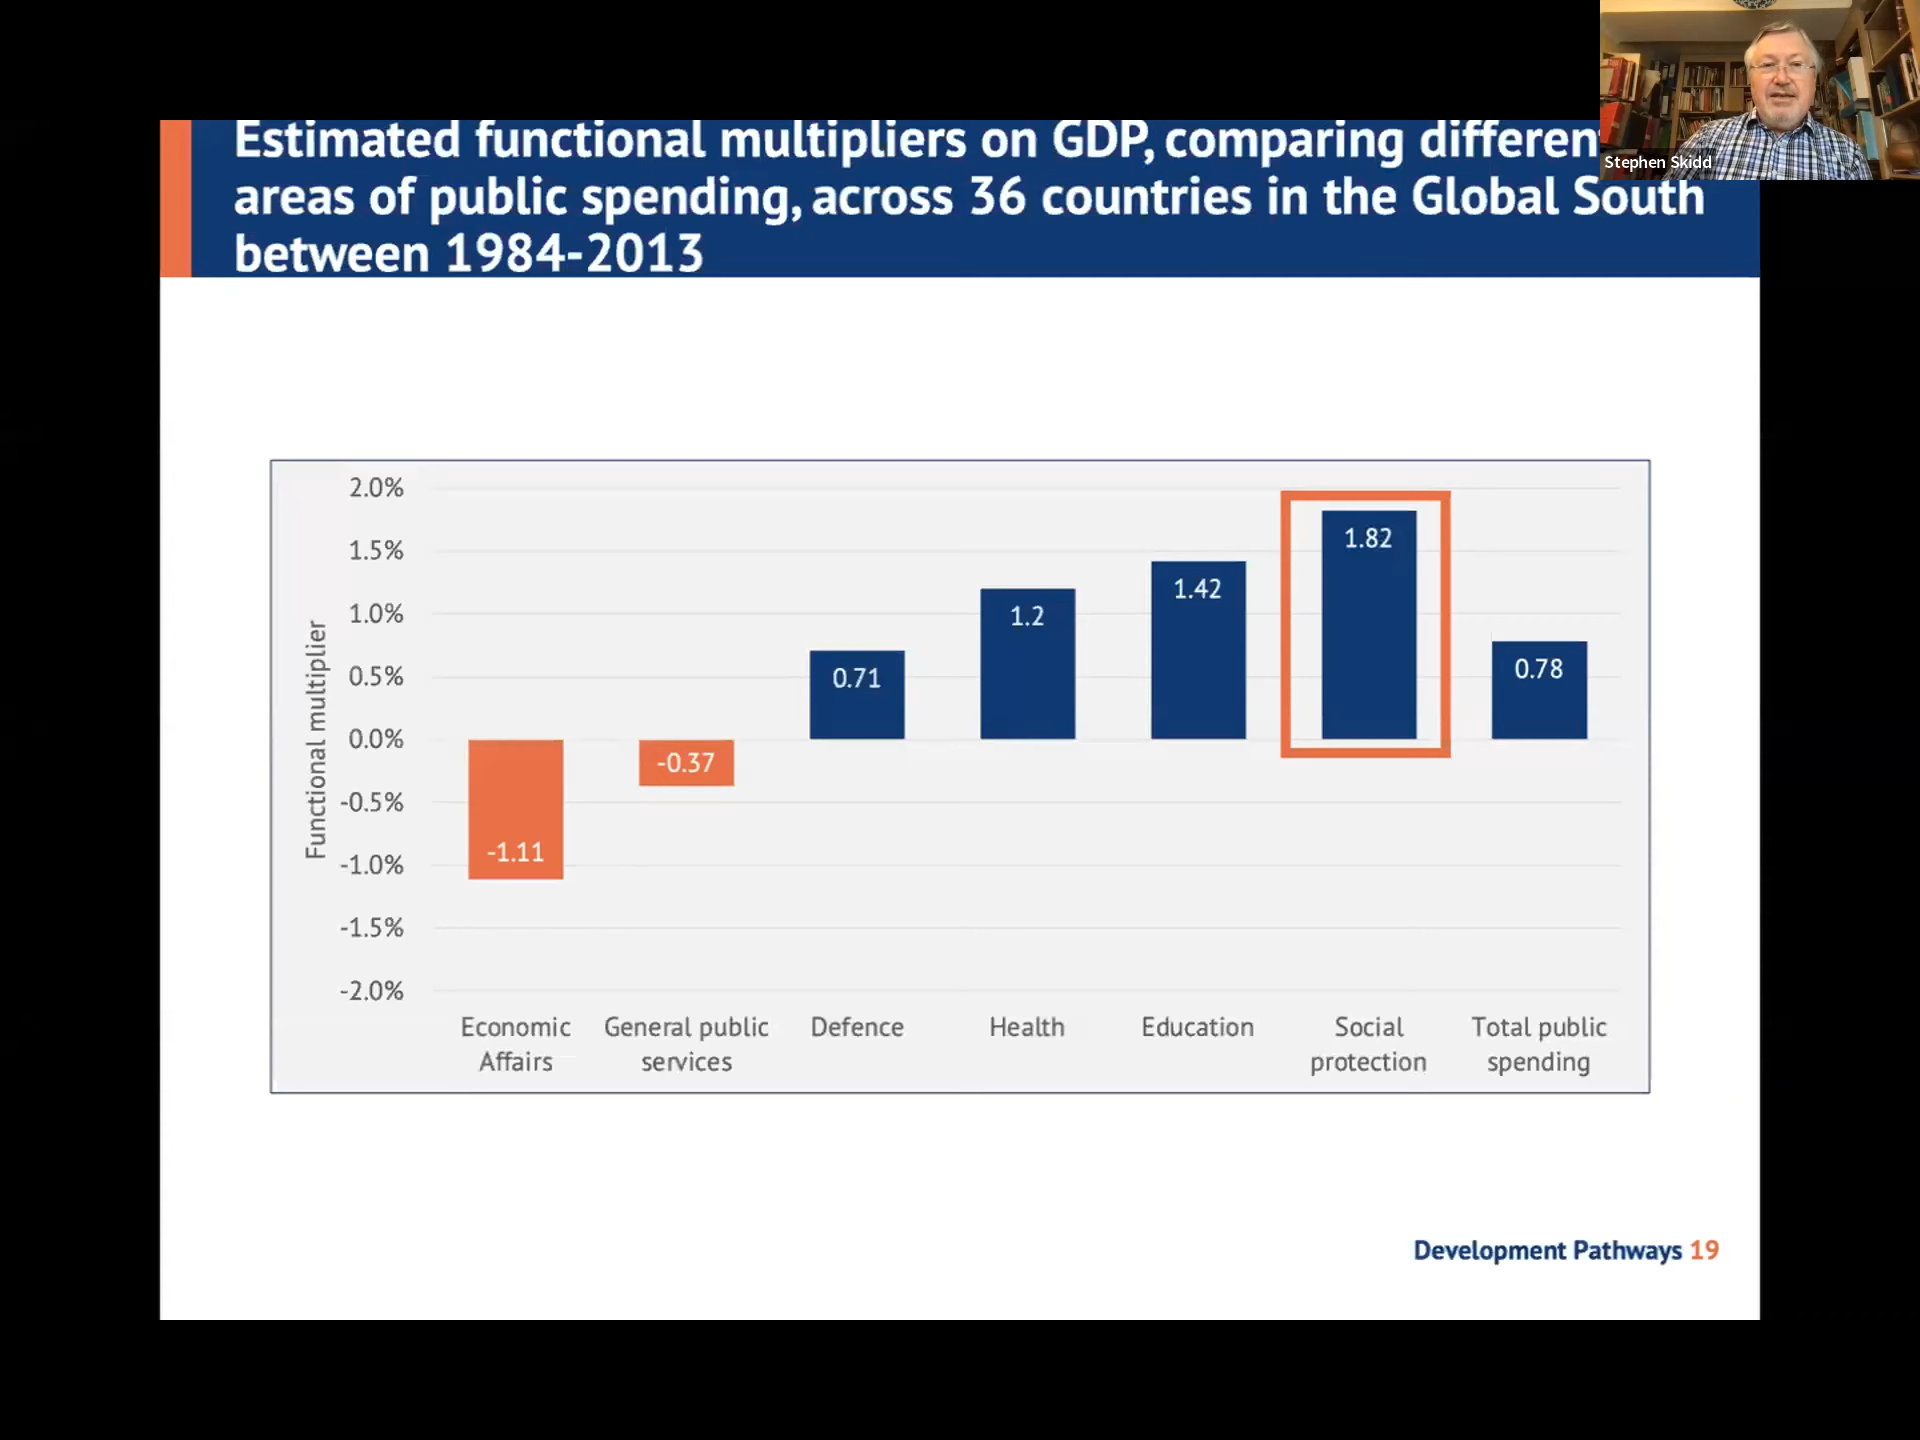 Estimated functional multipliers on GDP, comparing differen
areas of public spending, across 36 countries in the Global South
between 1984-2013
Stephen Skidd
Functional multiplier
2.0%
1.5%
1.0%
0.5%
0.0%
-0.5%
-1.0%
-1.5%
-2.0%
-1.11
-0.37
0.71
1.2
1.42
1.82
0.78
Economic
Affairs
General public
services
Defence
Health
Education
Social
protection
Total public
spending
Development Pathways 19